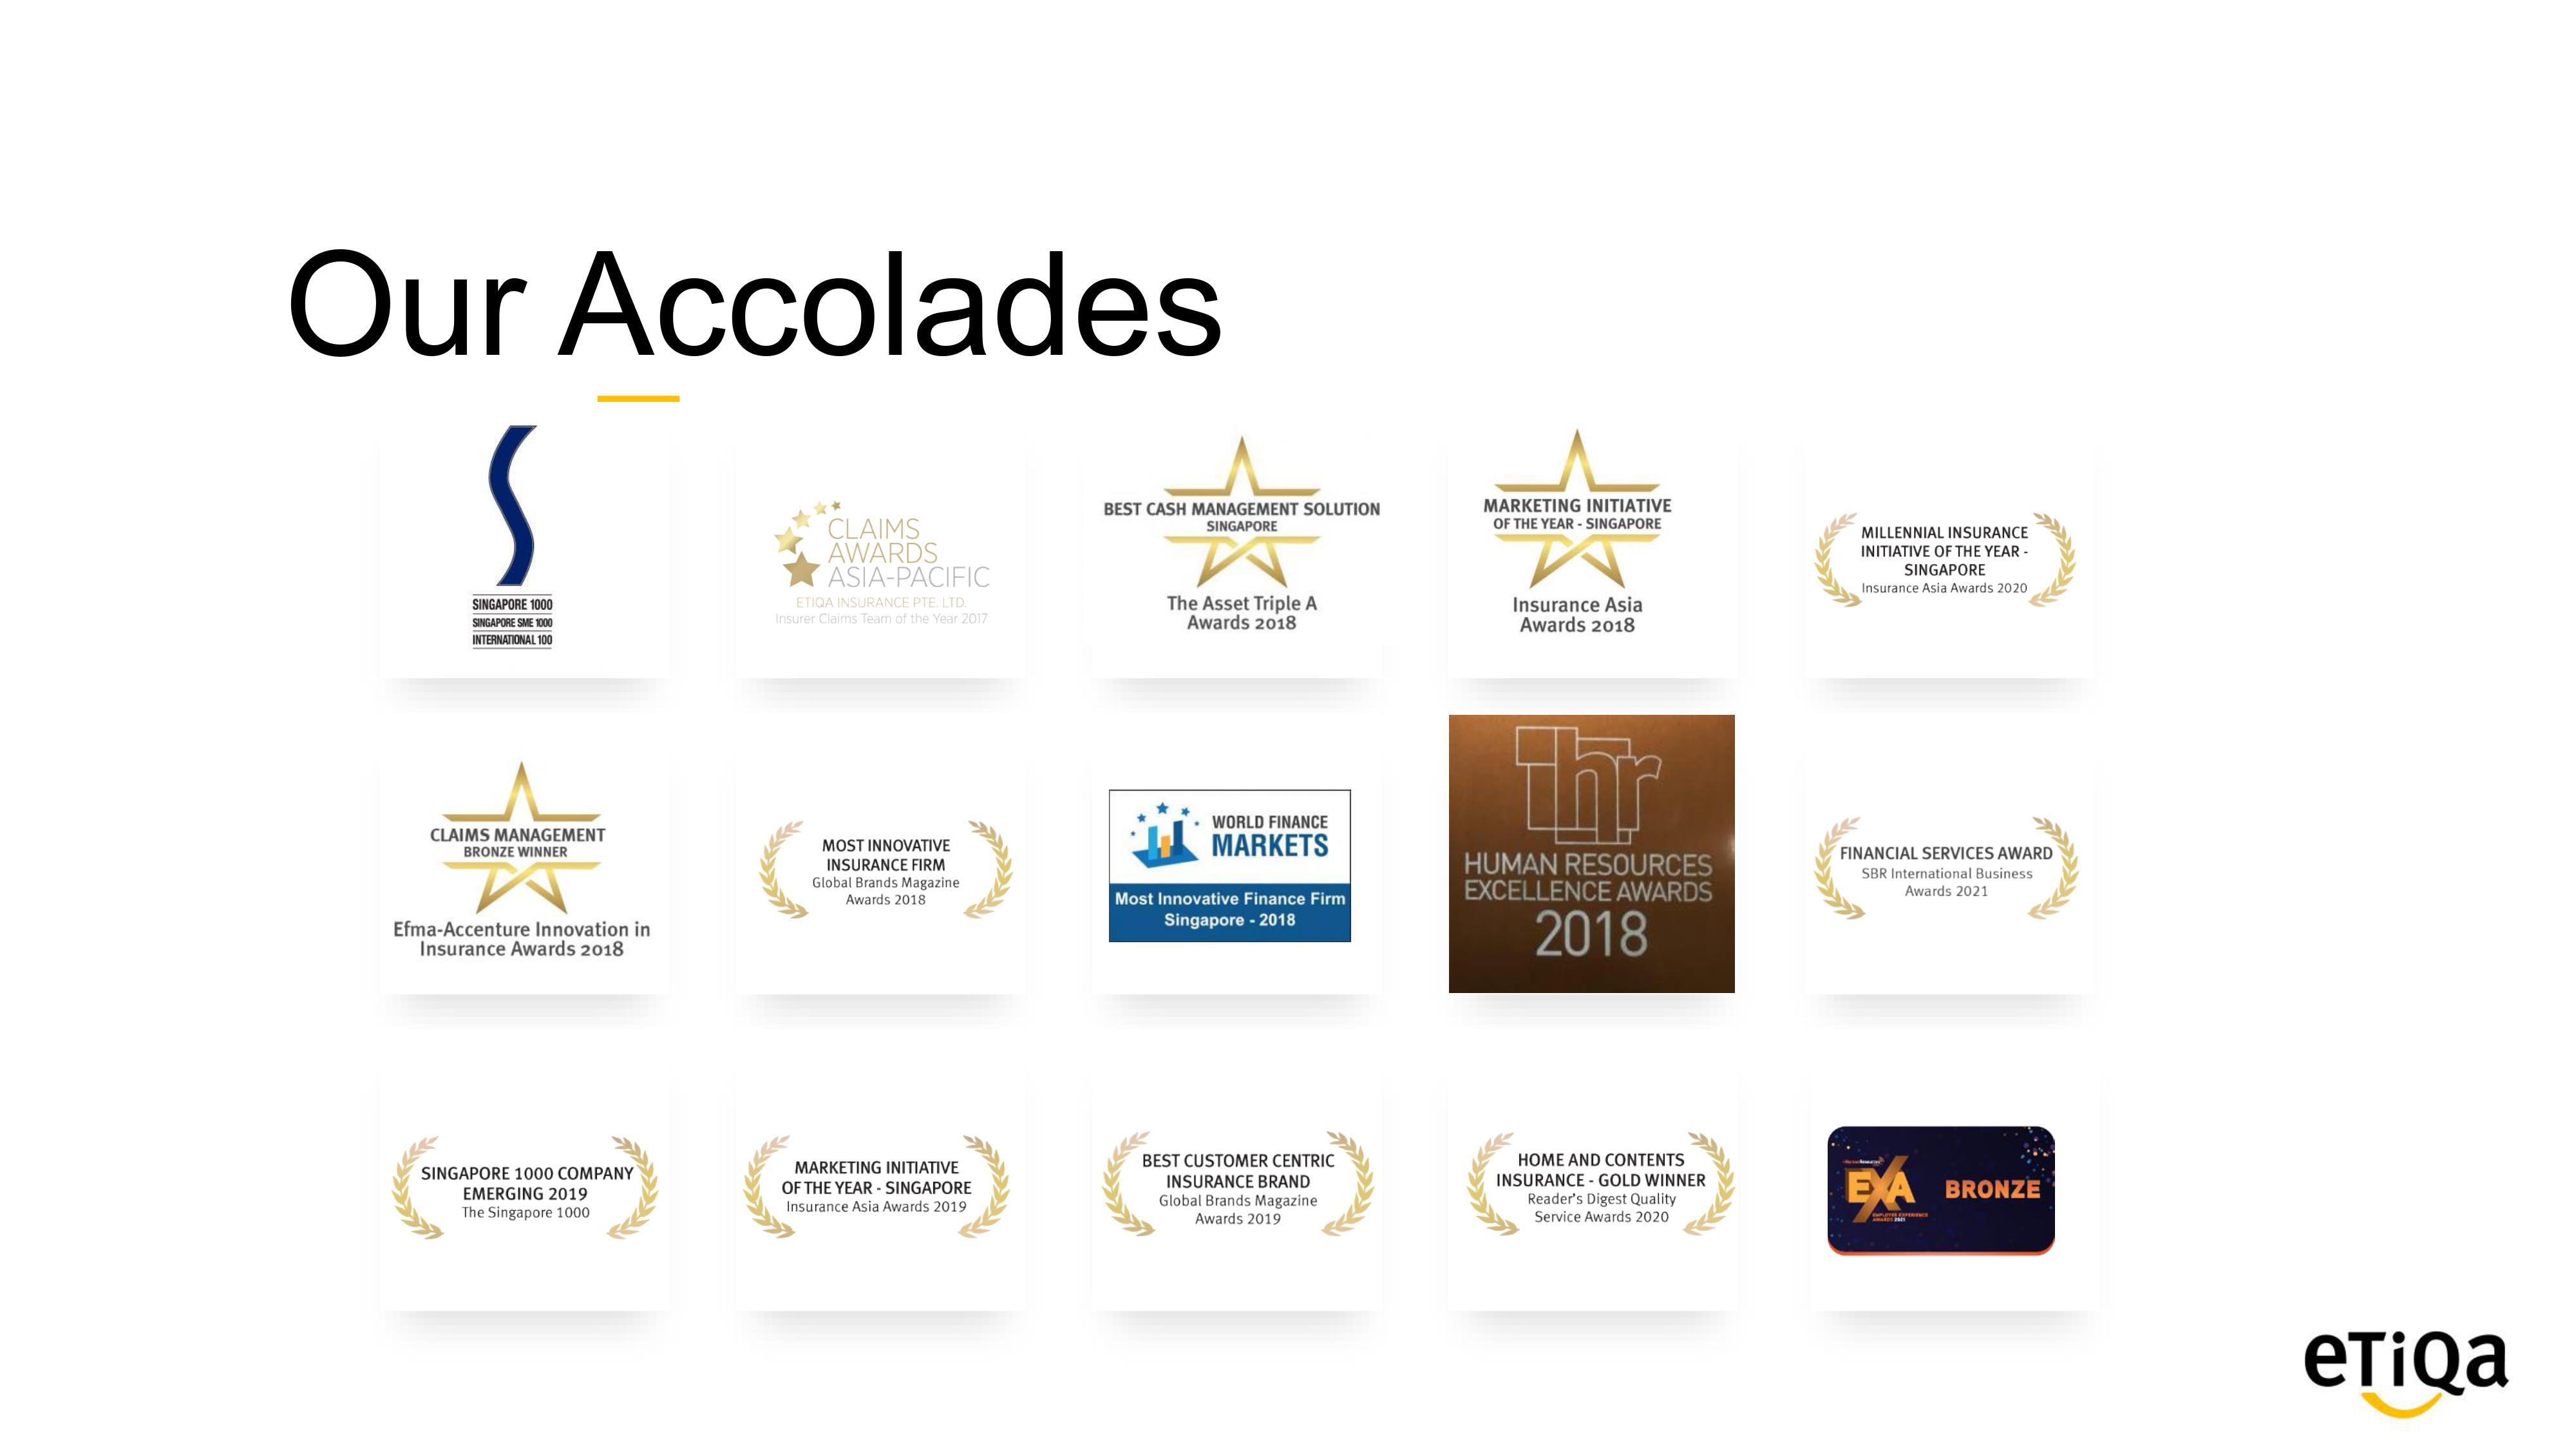 Our Accolades
SINGAPORE 1000
SINGAPORE SME 1000
INTERNATIONAL 100
CLAIMS
AWARDS
ASIA-PACIFIC
ETIQA INSURANCE PTE. LTD.
Insurer Claims Team of the Year 2017
BEST CASH MANAGEMENT SOLUTION
SINGAPORE
The Asset Triple A
Awards 2018
MARKETING INITIATIVE
OF THE YEAR - SINGAPORE
Insurance Asia
Awards 2018
MILLENNIAL INSURANCE
INITIATIVE OF THE YEAR -
SINGAPORE
Insurance Asia Awards 2020
CLAIMS MANAGEMENT
BRONZE WINNER
Efma-Accenture Innovation in
Insurance Awards 2018
MOST INNOVATIVE
INSURANCE FIRM
Global Brands Magazine
Awards 2018
WORLD FINANCE
MARKETS
Most Innovative Finance Firm
Singapore - 2018
hr
HUMAN RESOURCES
EXCELLENCE AWARDS
2018
FINANCIAL SERVICES AWARD
SBR International Business
Awards 2021
SINGAPORE 1000 COMPANY
EMERGING 2019
The Singapore 1000
MARKETING INITIATIVE
OF THE YEAR - SINGAPORE
Insurance Asia Awards 2019
BEST CUSTOMER CENTRIC
INSURANCE BRAND
Global Brands Magazine
Awards 2019
HOME AND CONTENTS
INSURANCE - GOLD WINNER
Reader's Digest Quality
Service Awards 2020
EXA
EMPLOYEE EXPERIENCE
AWARDS 2021
BRONZE
eTiQa